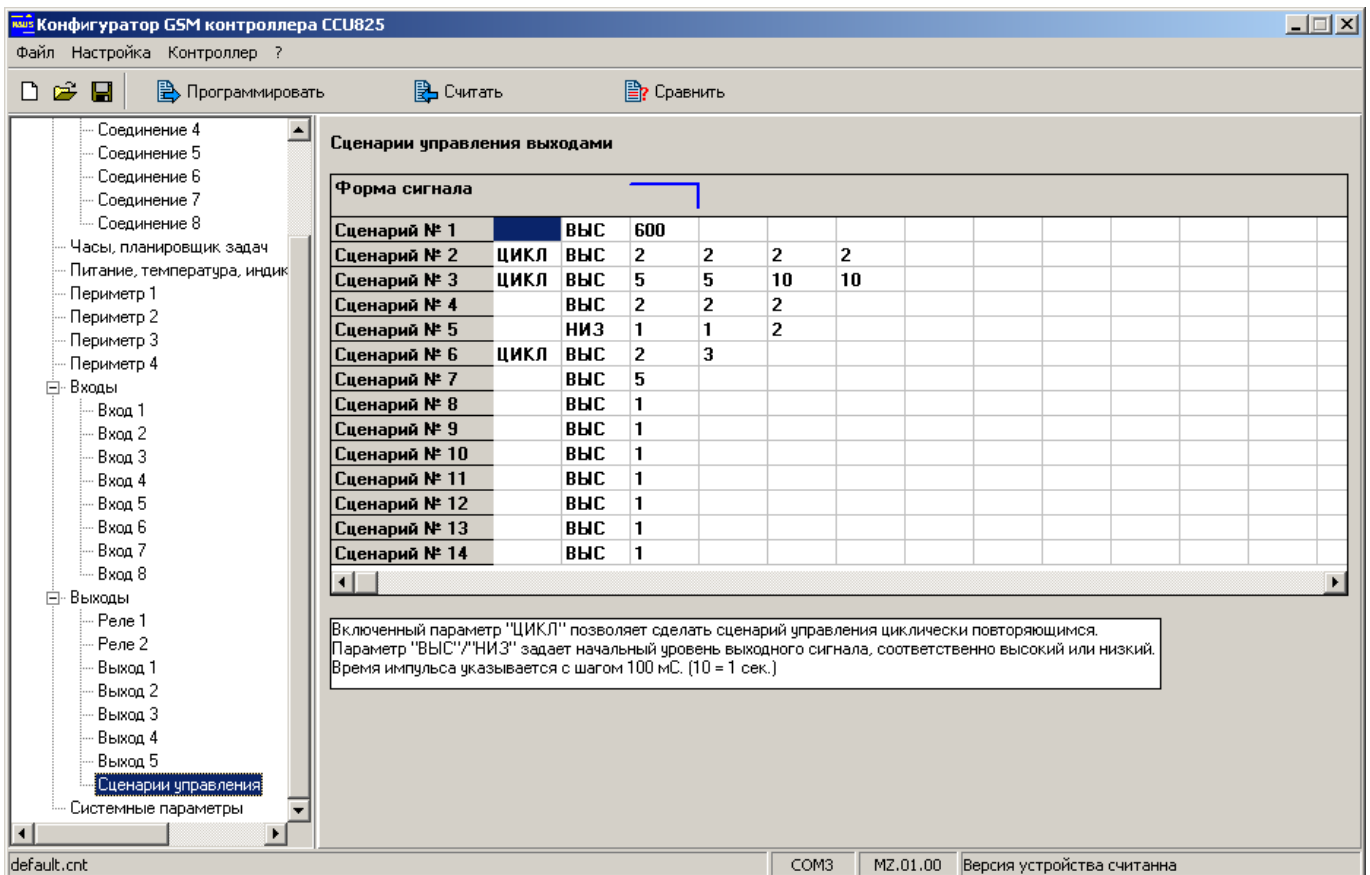 Конфигуратор GSM контроллера CCU825
Файл Настройка Контроллер ?
Программировать Считать Сравнить
Соединение 4
Соединение 5
Соединение 6
Соединение 7
Соединение 8
Часы, планировщик задач
Питание, температура, индик
Периметр 1
Периметр 2
Периметр 3
Периметр 4
Входы
Вход 1
Вход 2
Вход 3
Вход 4
Вход 5
Вход 6
Вход 7
Вход 8
Выходы
Реле 1
Реле 2
Выход 1
Выход 2
Выход 3
Выход 4
Выход 5
Сценарии управления
Системные параметры
Сценарии управления выходами
Форма сигнала
Сценарий № 1 ВЫС 600
Сценарий № 2 ЦИКЛ ВЫС 2 2 2 2
Сценарий № 3 ЦИКЛ ВЫС 5 5 10 10
Сценарий № 4 ВЫС 2 2 2
Сценарий № 5 НИЗ 1 1 2
Сценарий № 6 ЦИКЛ ВЫС 2 3
Сценарий № 7 ВЫС 5
Сценарий № 8 ВЫС 1
Сценарий № 9 ВЫС 1
Сценарий № 10 ВЫС 1
Сценарий № 11 ВЫС 1
Сценарий № 12 ВЫС 1
Сценарий № 13 ВЫС 1
Сценарий № 14 ВЫС 1
Включенный параметр "ЦИКЛ" позволяет сделать сценарий управления циклически повторяющимся.
Параметр "ВЫС"/"НИЗ" задает начальный уровень выходного сигнала, соответственно высокий или низкий.
Время импульса указывается с шагом 100 мС. (10 = 1 сек.)
default.cnt COM3 MZ.01.00 Версия устройства считанна